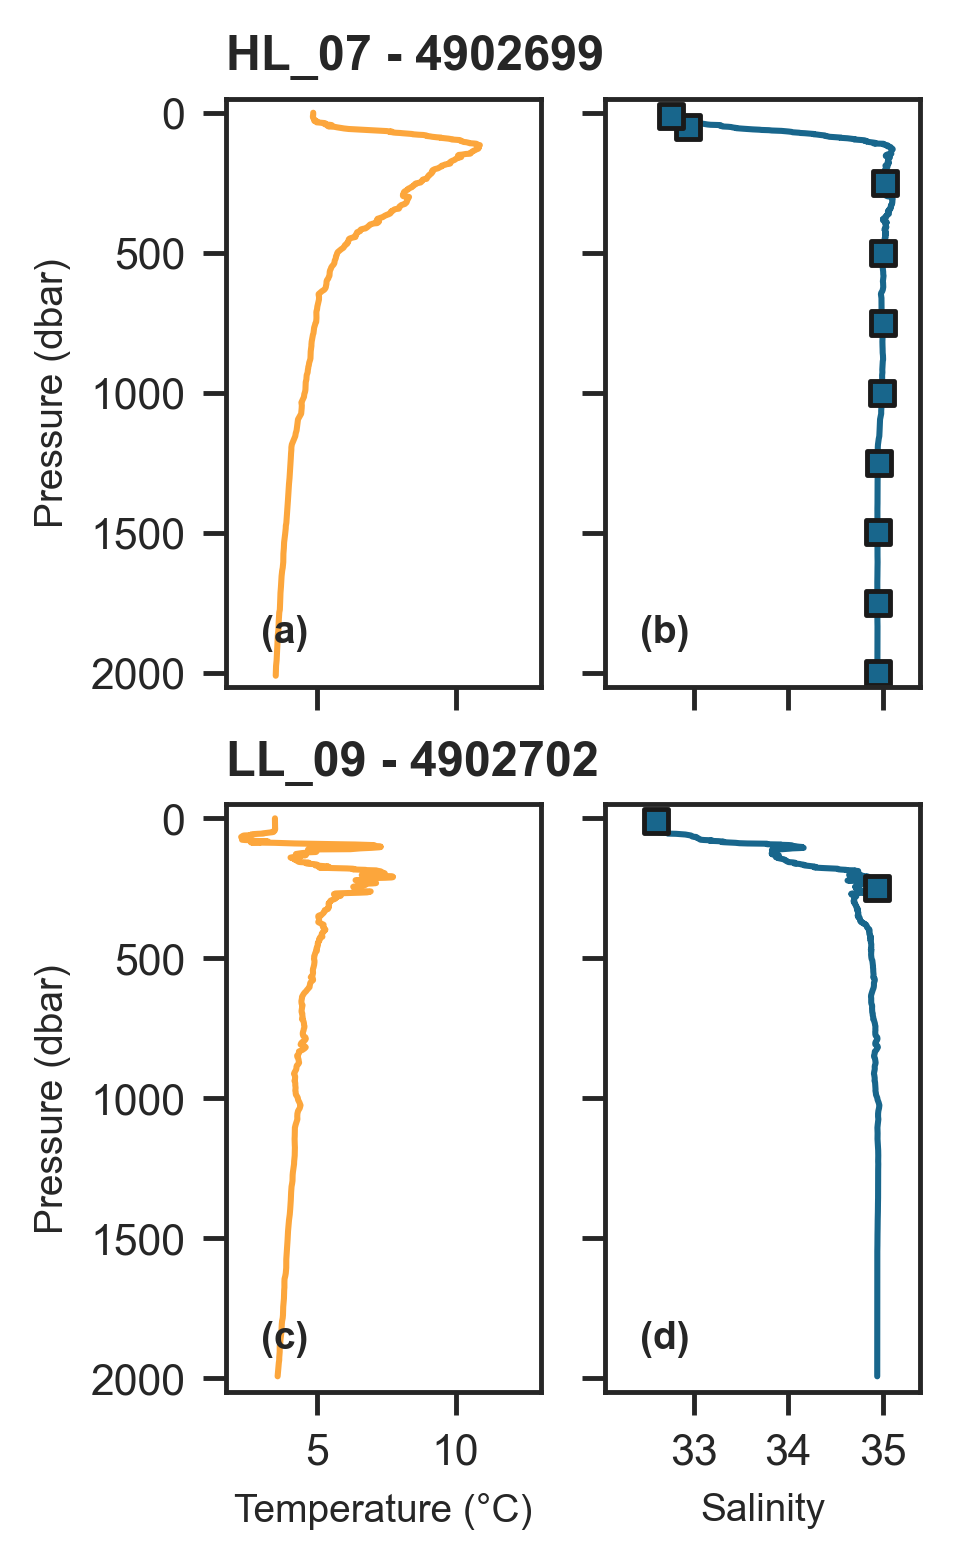 HL_07 - 4902699
0
500
1000
1500
2000
Pressure (dbar)
(a)
(b)
LL_09 - 4902702
0
500
1000
1500
2000
Pressure (dbar)
(c)
(d)
5 10
33 34 35
Temperature (°C)
Salinity